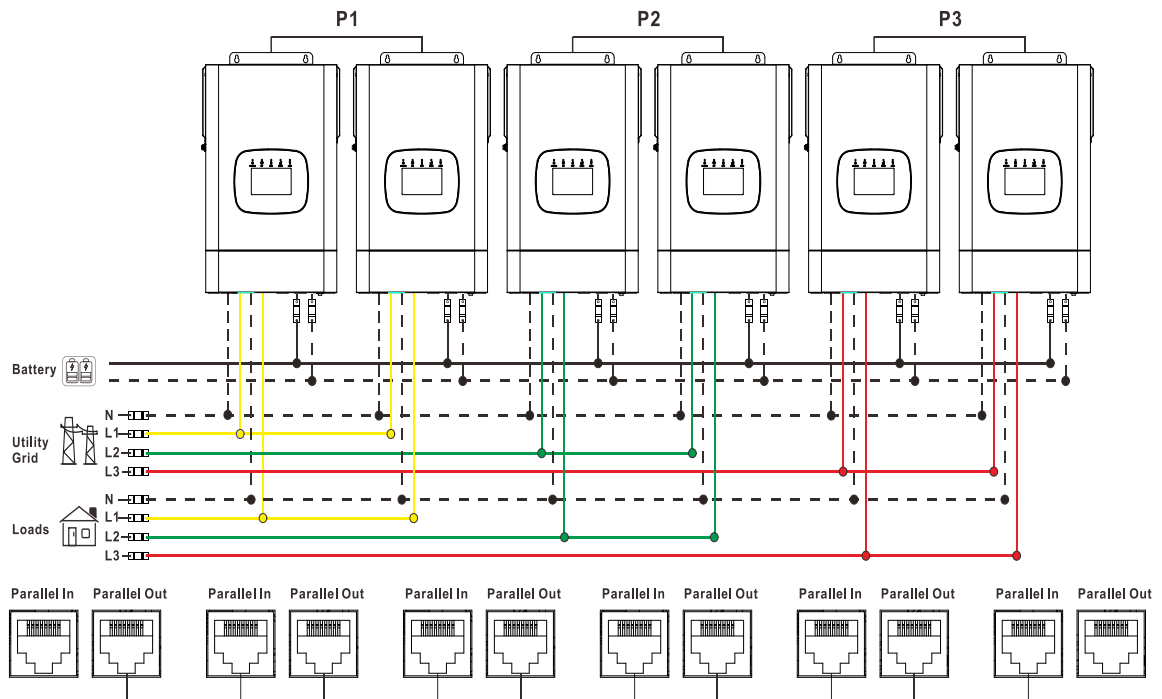 P1 P2 P3
Battery
Utility
Grid
N
L1
L2
L3
Loads
N
L1
L2
L3
Parallel In Parallel Out Parallel In Parallel Out Parallel In Parallel Out Parallel In Parallel Out Parallel In Parallel Out Parallel In Parallel Out